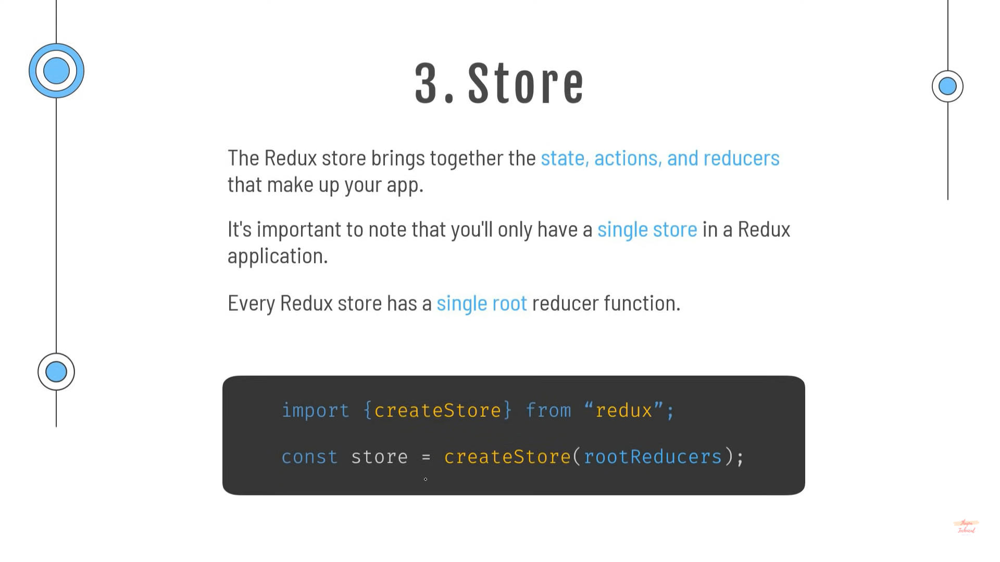 3. Store
The Redux store brings together the state, actions, and reducers
that make up your app.
It's important to note that you'll only have a single store in a Redux
application.
Every Redux store has a single root reducer function.
import {createStore} from “redux”;
const store = createStore(rootReducers);
Thapa
Technical